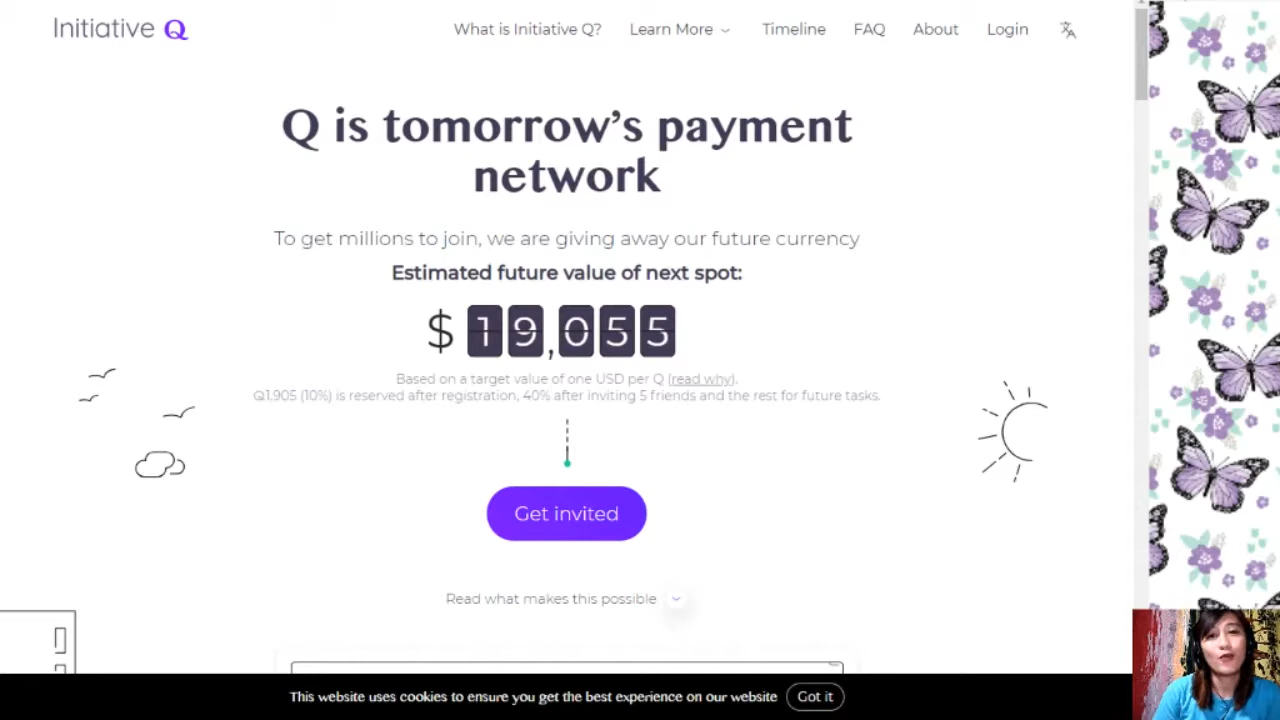 Initiative Q
What is Initiative Q? Learn More Timeline FAQ About Login
Q is tomorrow's payment
network
To get millions to join, we are giving away our future currency
Estimated future value of next spot:
$ 19,055
Based on a target value of one USD per Q (read why).
Q1,905 (10%) is reserved after registration, 40% after inviting 5 friends and the rest for future tasks.
Get invited
Read what makes this possible
This website uses cookies to ensure you get the best experience on our website Got it